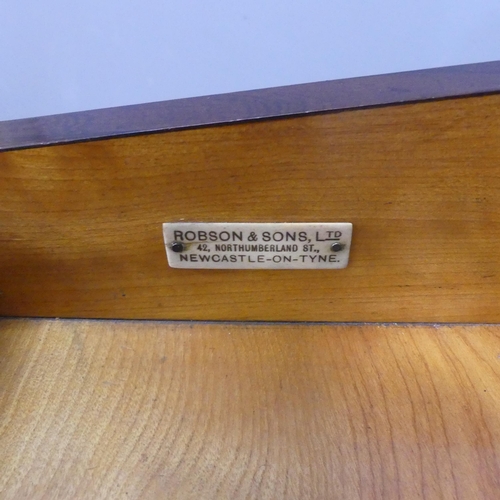 ROBSON & SONS, LTD
42, NORTHUMBERLAND ST.,
NEWCASTLE-ON-TYNE.